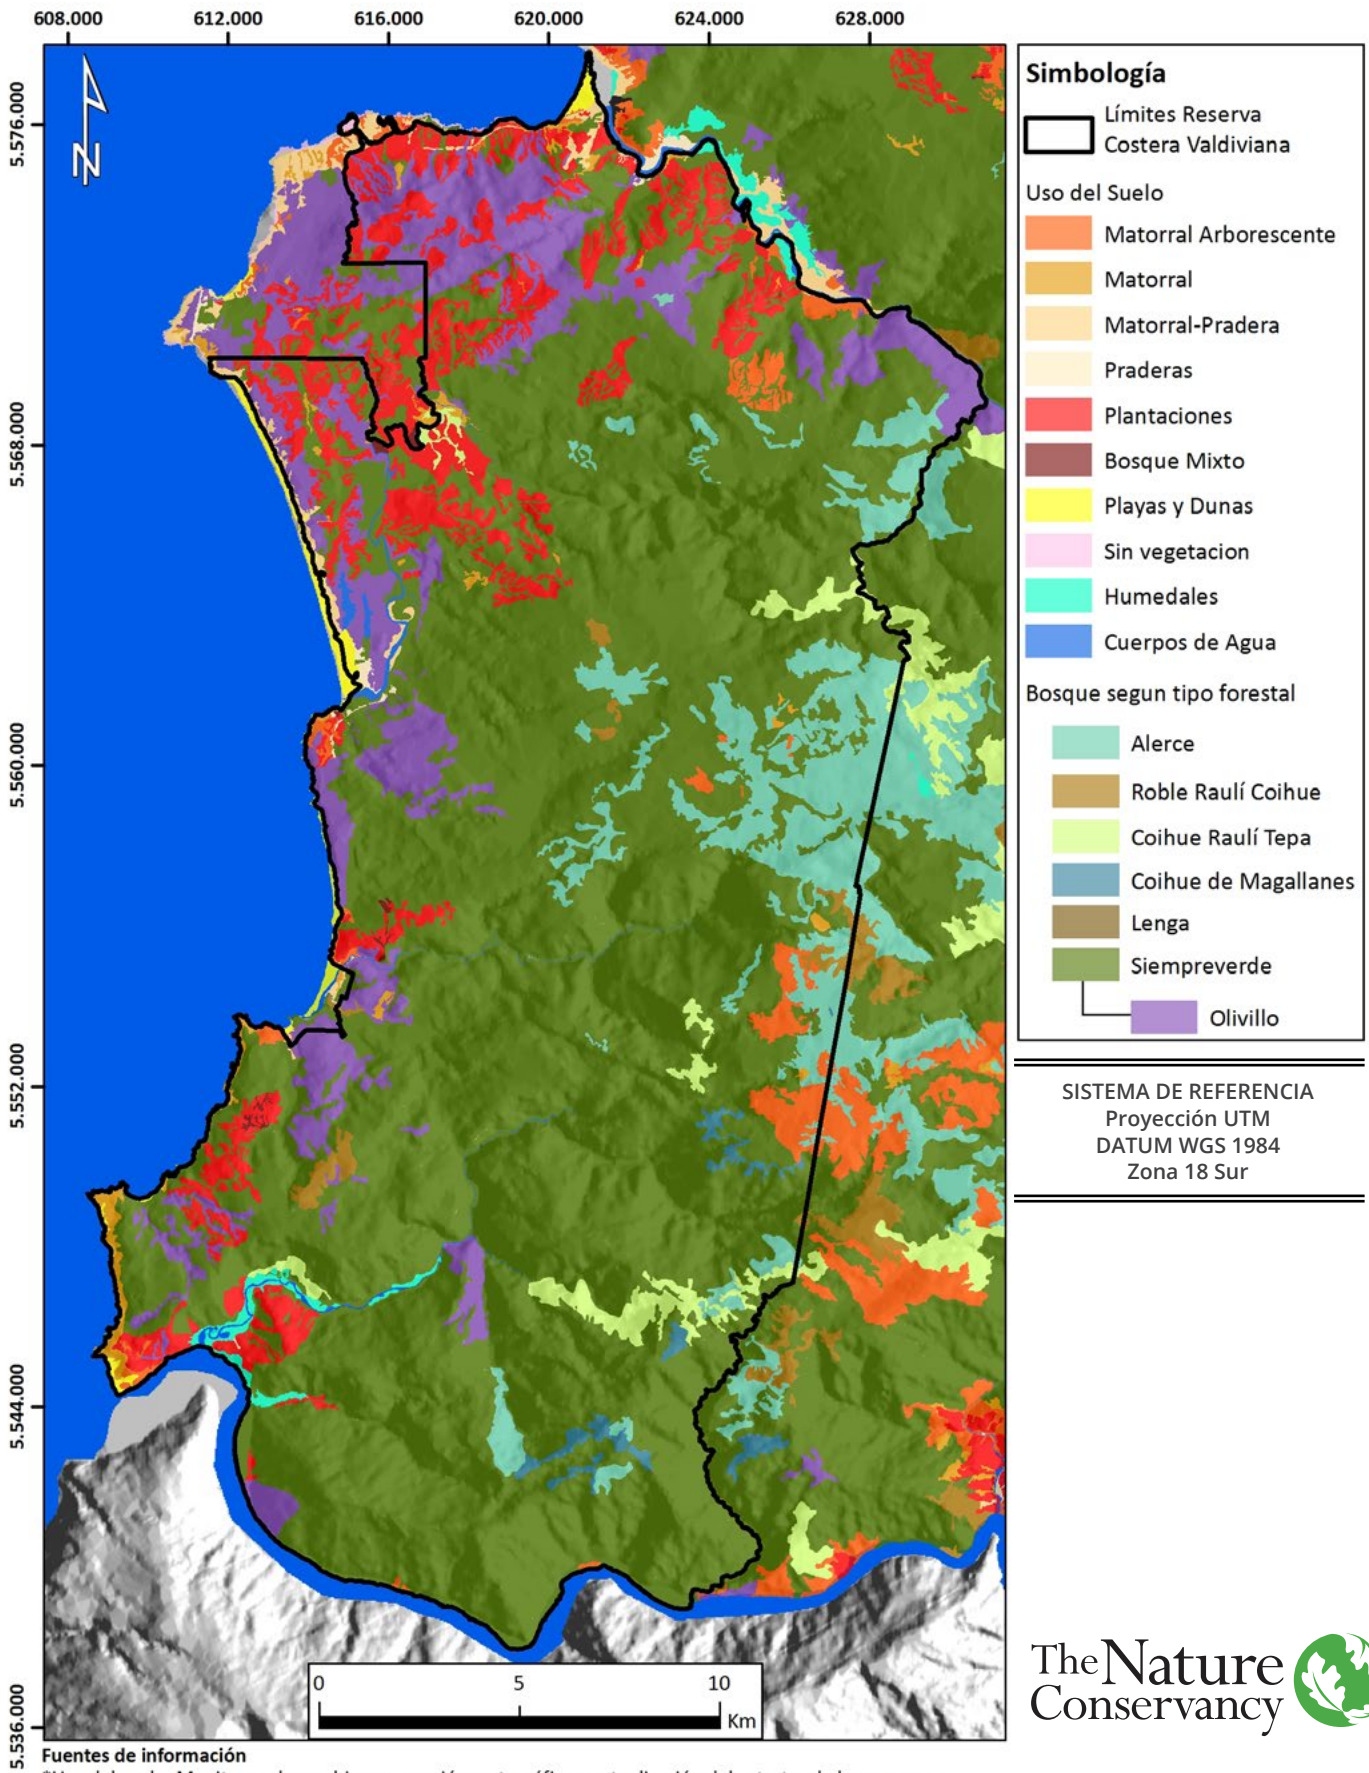 608.000 612.000 616.000 620.000 624.000 628.000
5.576.000
5.568.000
5.560.000
5.552.000
5.544.000
5.536.000
N
Simbología
Límites Reserva
Costera Valdiviana
Uso del Suelo
Matorral Arborescente
Matorral
Matorral-Pradera
Praderas
Plantaciones
Bosque Mixto
Playas y Dunas
Sin vegetacion
Humedales
Cuerpos de Agua
Bosque segun tipo forestal
Alerce
Roble Raulí Coihue
Coihue Raulí Tepa
Coihue de Magallanes
Lenga
Siempreverde
Olivillo
SISTEMA DE REFERENCIA
Proyección UTM
DATUM WGS 1984
Zona 18 Sur
The Nature
Conservancy
0 5 10
Km
Fuentes de información